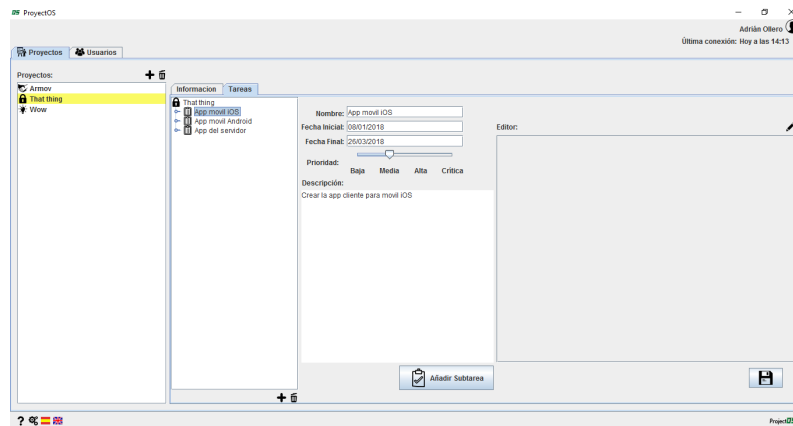 ProyectOS
Adrián Ollero
Última conexión: Hoy a las 14:13
Proyectos
Usuarios
Proyectos:
Armov
That thing
Wow
Informacion
Tareas
That thing
App movil iOS
App movil Android
App del servidor
Nombre: App movil iOS
Fecha Inicial: 08/01/2018
Fecha Final: 26/03/2018
Prioridad:
Baja Media Alta Crítica
Descripción:
Crear la app cliente para movil iOS
Editor:
Añadir Subtarea
ProjectOS